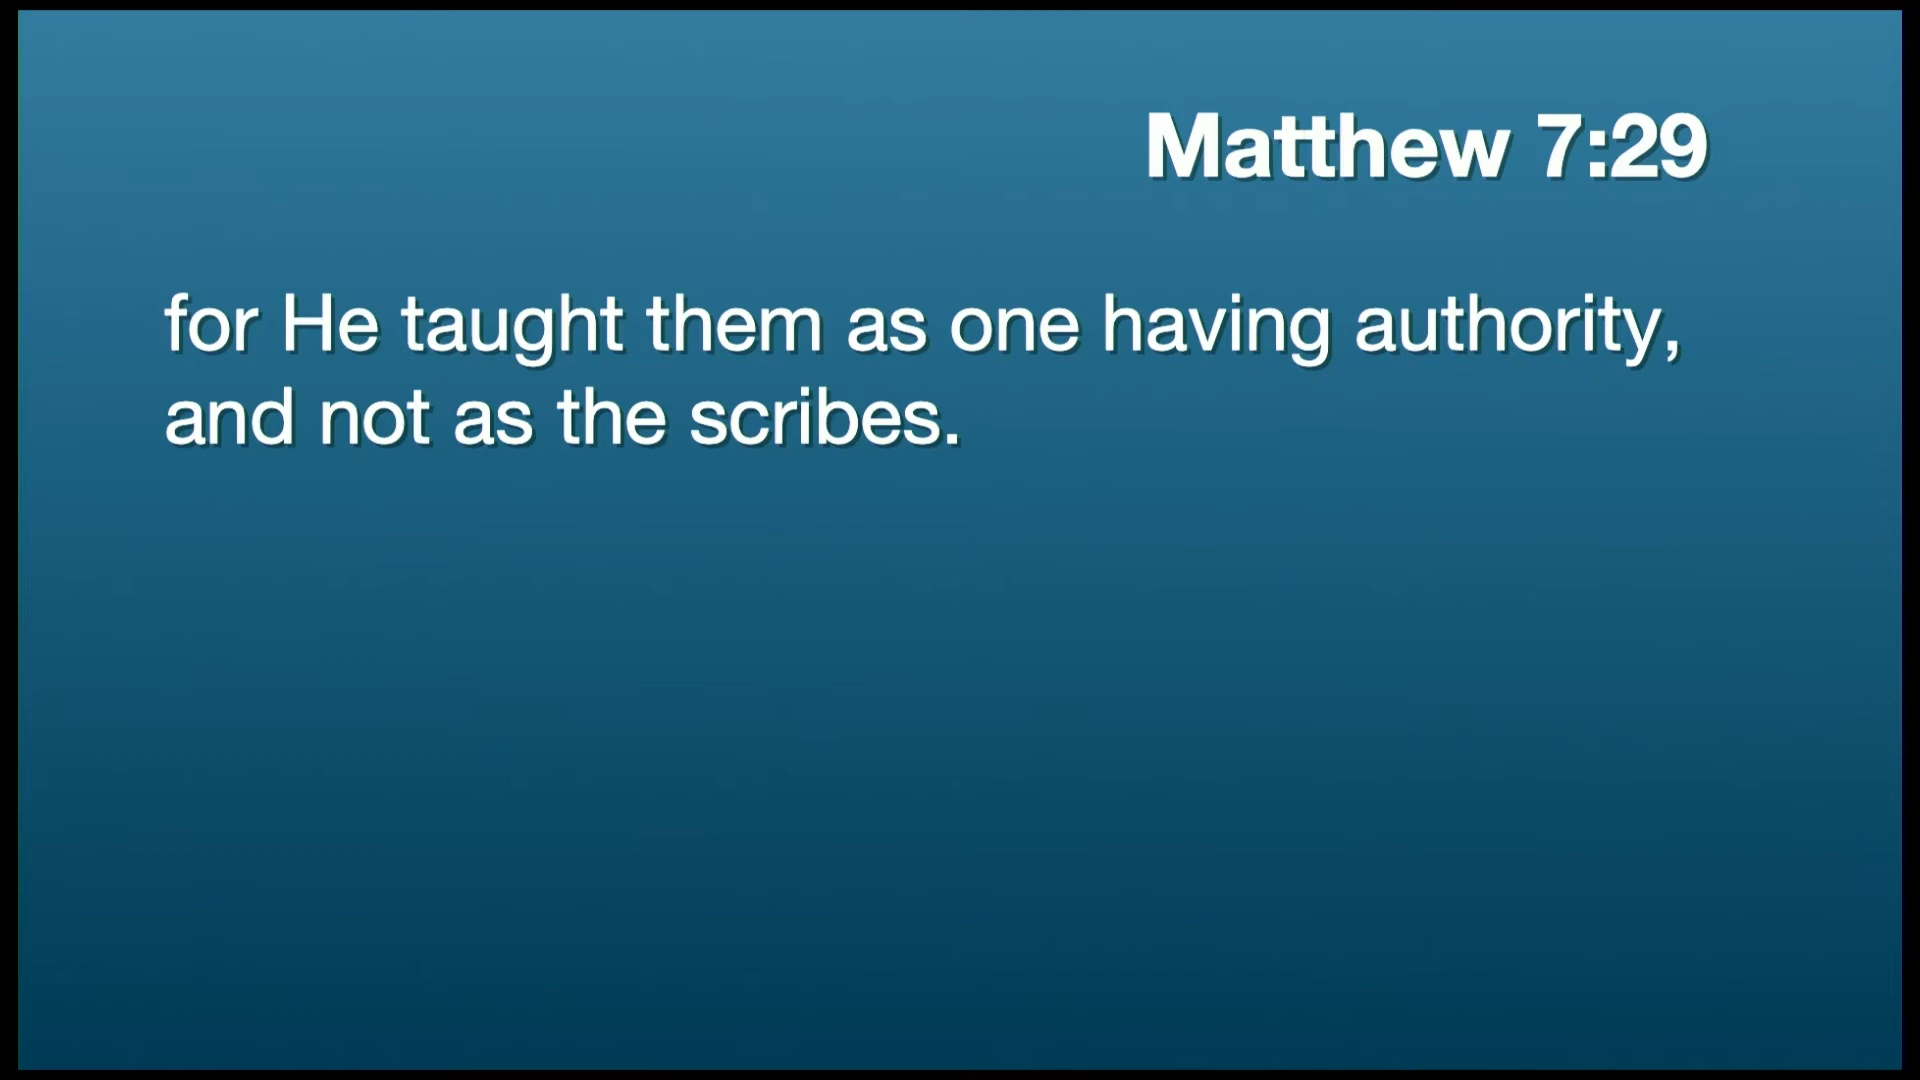 Matthew 7:29
for He taught them as one having authority,
and not as the scribes.